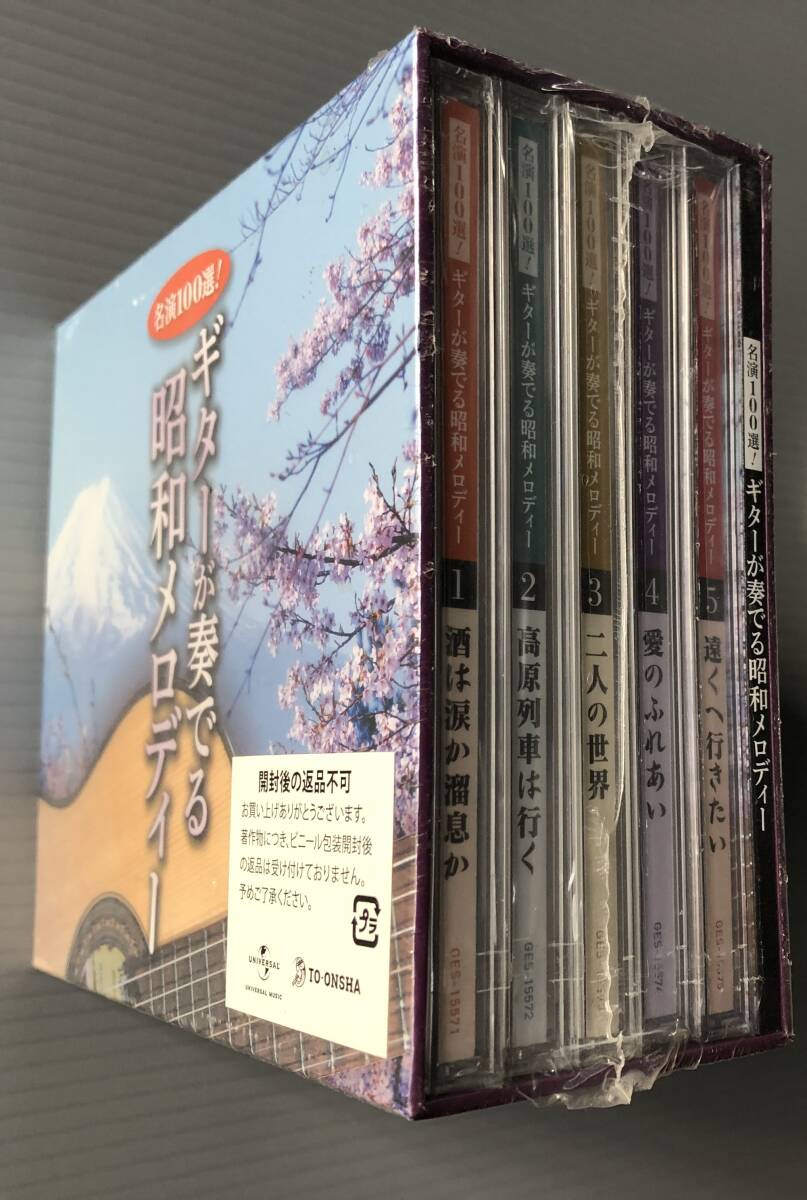 名演100選!
ギターが奏でる
昭和メロディー
開封後の返品不可
お買い上げありがとうございます。
著作物につき、ビニール包装開封後
の返品は受け付けておりません。
予めご了承ください。
プラ
UNIVERSAL
UNIVERSAL MUSIC
TO-ONSHA
名演100選! ギターが奏でる昭和メロディー 1 酒は涙か溜息か GES-15571
名演100選! ギターが奏でる昭和メロディー 2 高原列車は行く GES-15572
名演100選! ギターが奏でる昭和メロディー 3 二人の世界
名演100選! ギターが奏でる昭和メロディー 4 愛のふれあい GES-15574
名演100選! ギターが奏でる昭和メロディー 5 遠くへ行きたい
名演100選! ギターが奏でる昭和メロディー